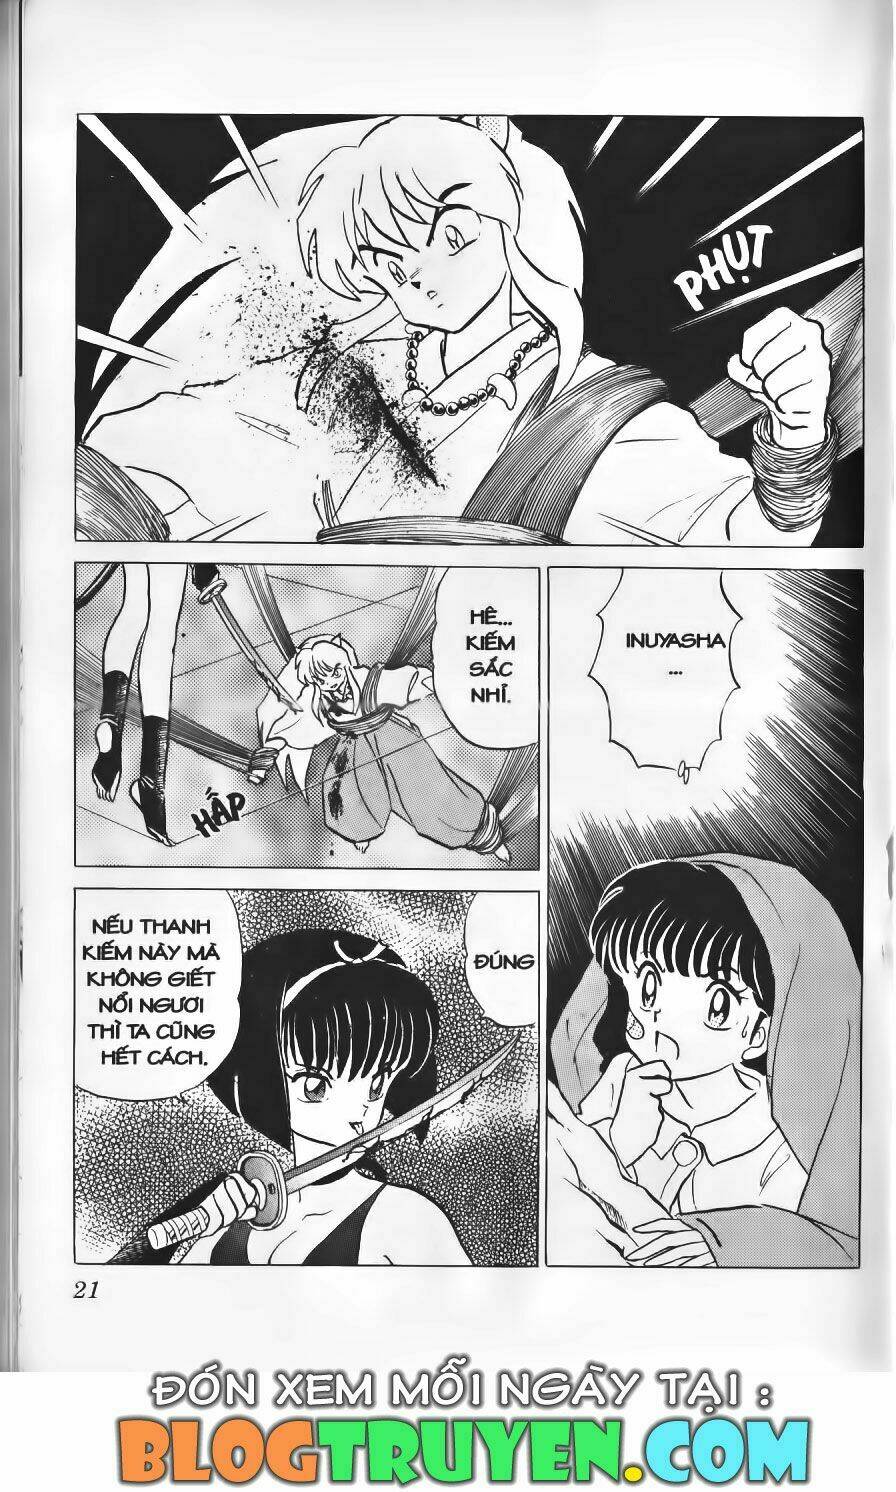 PHỤT
INUYASHA
...
HÊ...
KIẾM
SẮC
NHỈ.
HẤP
ĐÚNG
NẾU THANH
KIẾM NÀY MÀ
KHÔNG GIẾT
NỔI NGƯƠI
THÌ TA CŨNG
HẾT CÁCH.
21
ĐÓN XEM MỖI NGÀY TẠI :
BLOGTRUYEN.COM